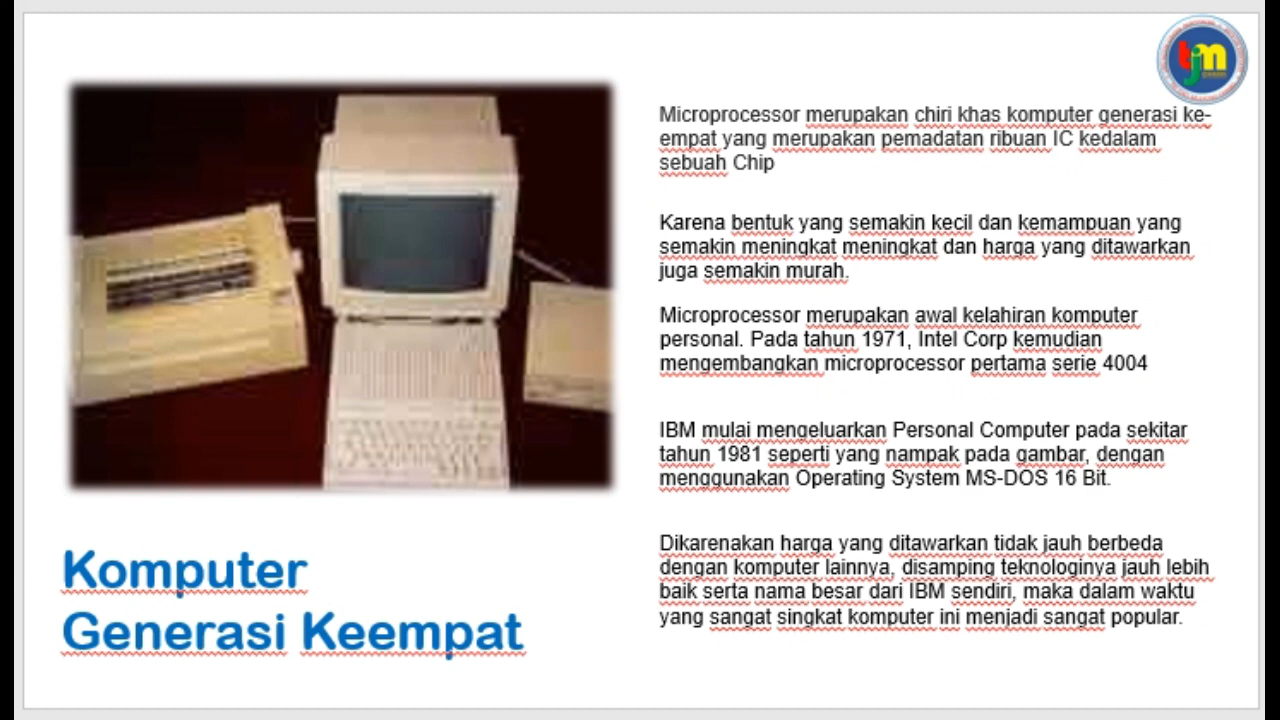 tjm
Microprocessor merupakan chiri khas komputer generasi ke-
empat yang merupakan pemadatan ribuan IC kedalam
sebuah Chip
Karena bentuk yang semakin kecil dan kemampuan yang
semakin meningkat meningkat dan harga yang ditawarkan
juga semakin murah.
Microprocessor merupakan awal kelahiran komputer
personal. Pada tahun 1971, Intel Corp kemudian
mengembangkan microprocessor pertama serie 4004
IBM mulai mengeluarkan Personal Computer pada sekitar
tahun 1981 seperti yang nampak pada gambar, dengan
menggunakan Operating System MS-DOS 16 Bit.
Dikarenakan harga yang ditawarkan tidak jauh berbeda
dengan komputer lainnya, disamping teknologinya jauh lebih
baik serta nama besar dari IBM sendiri, maka dalam waktu
yang sangat singkat komputer ini menjadi sangat popular.
Komputer
Generasi Keempat